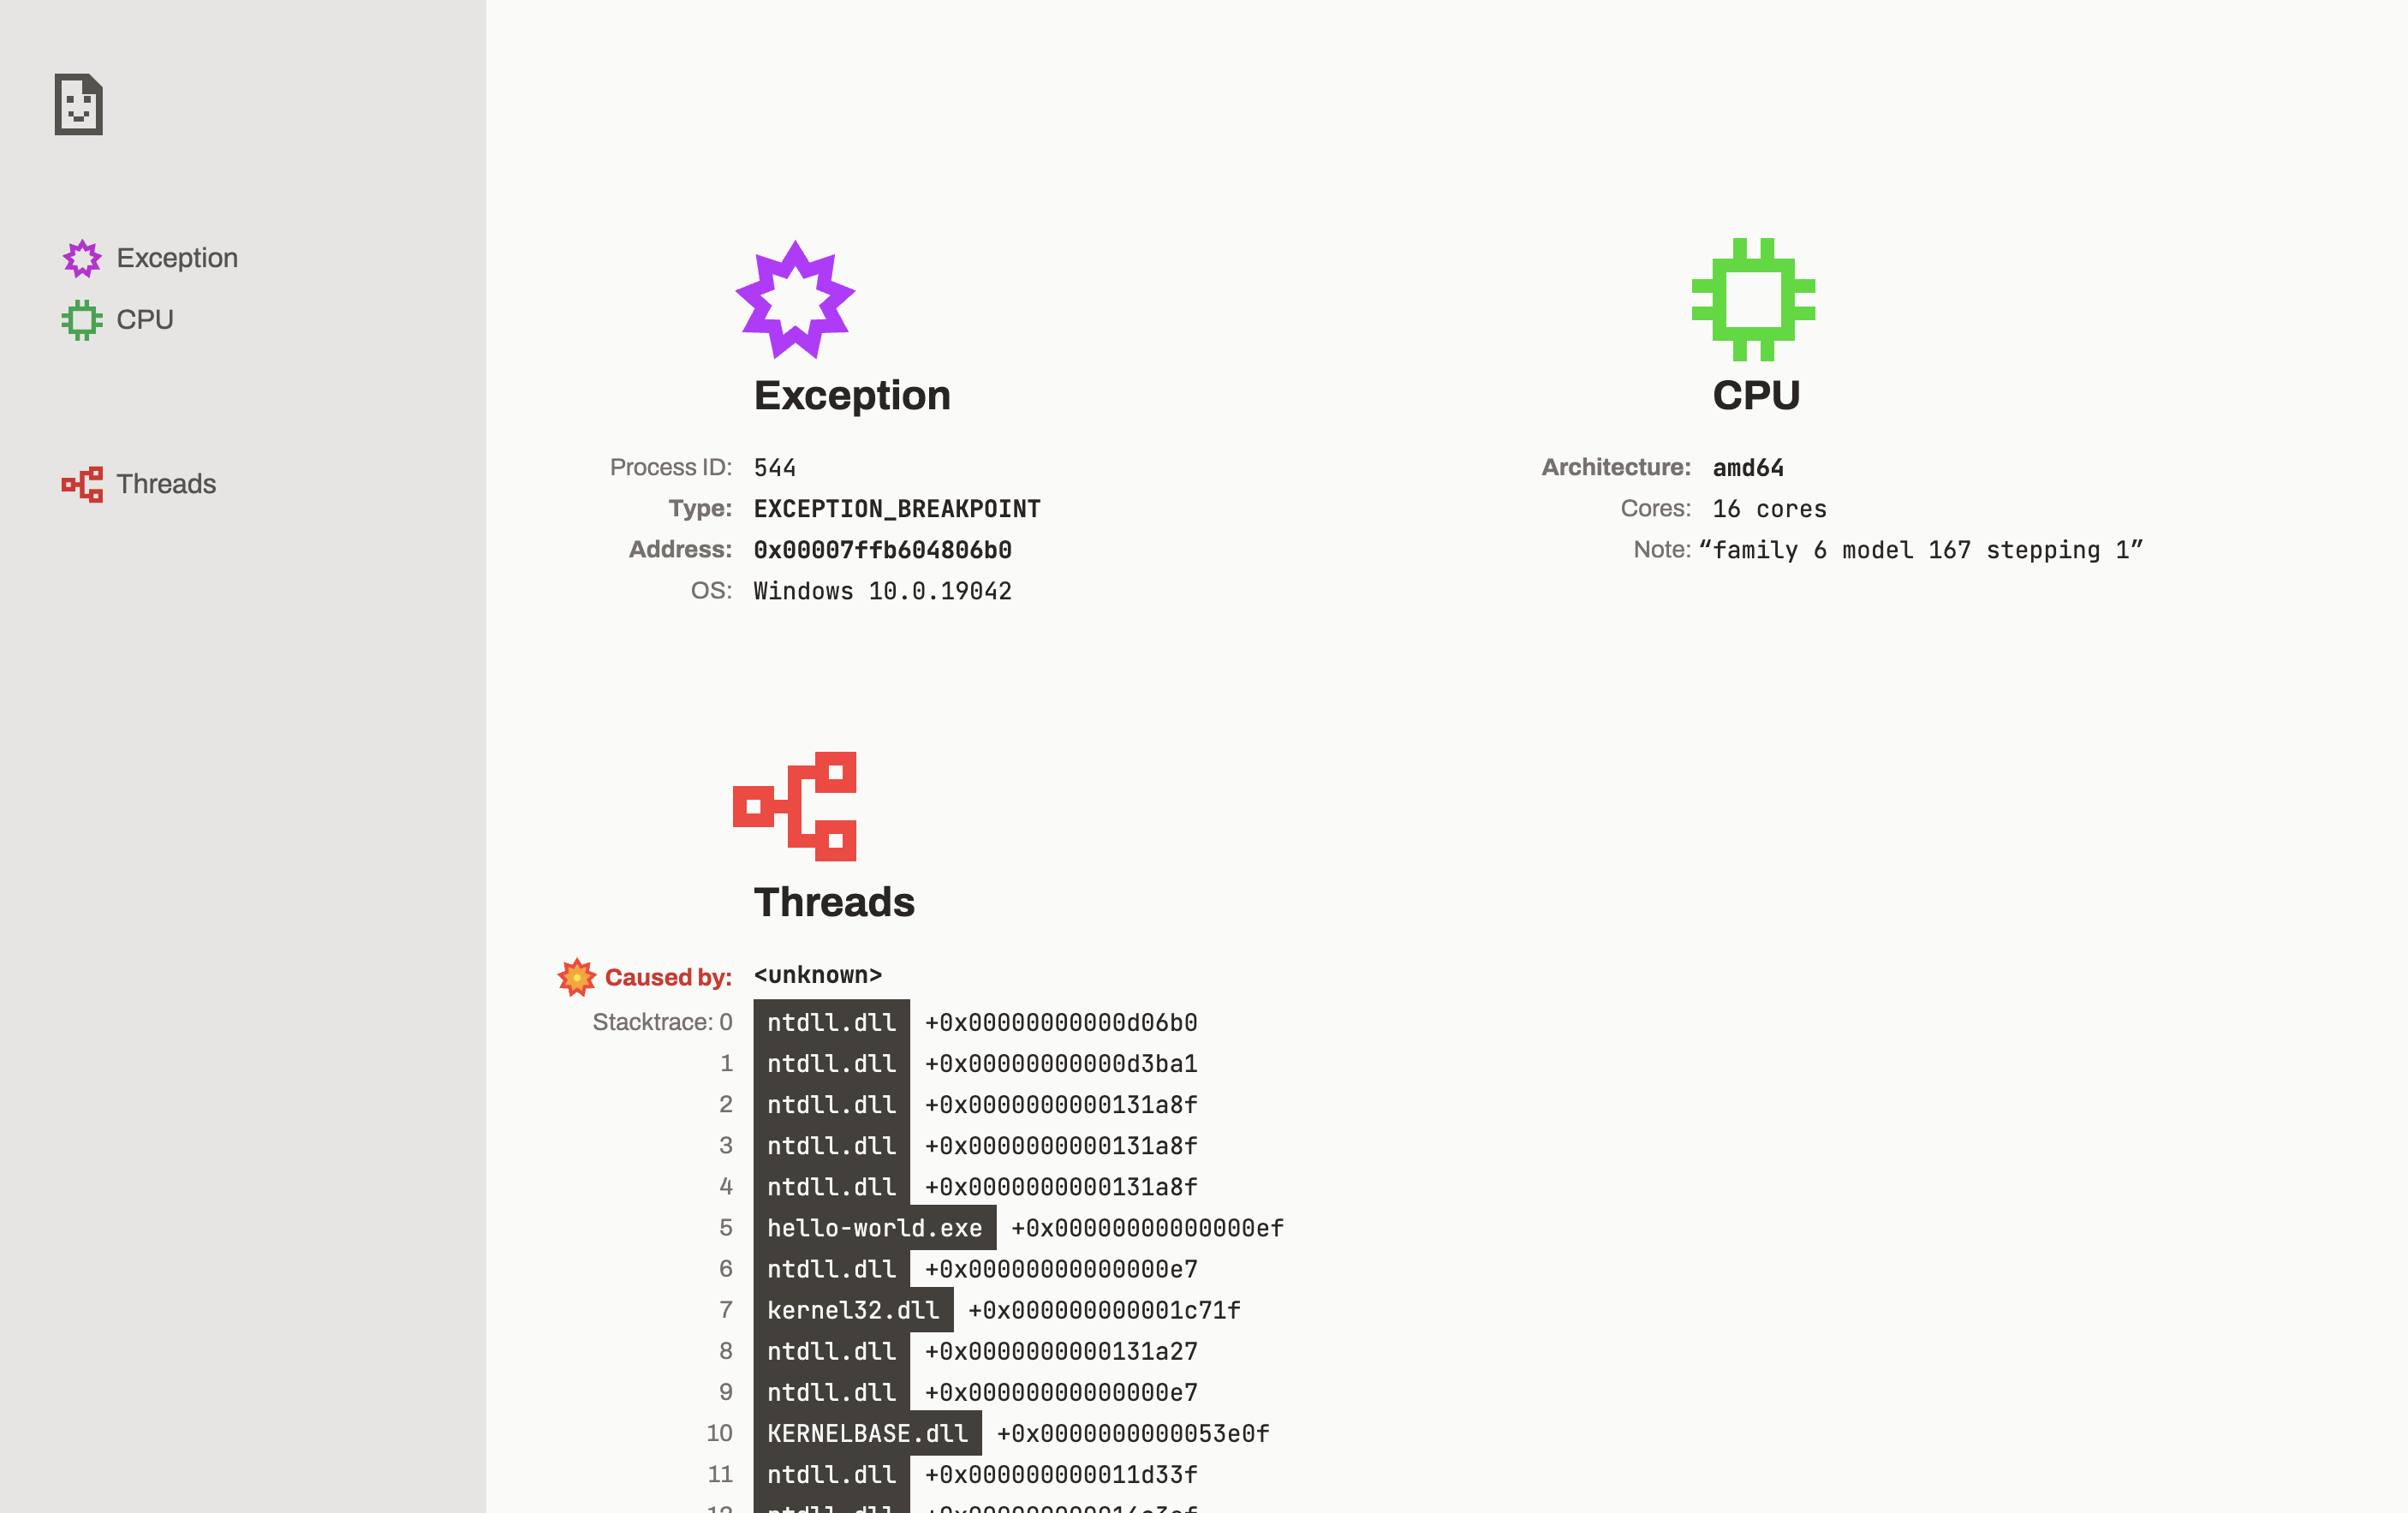 Exception
CPU
Threads
Exception
Process ID: 544
Type: EXCEPTION_BREAKPOINT
Address: 0x00007ffb604806b0
OS: Windows 10.0.19042
CPU
Architecture: amd64
Cores: 16 cores
Note: “family 6 model 167 stepping 1”
Threads
Caused by: <unknown>
Stacktrace: 0 ntdll.dll +0x00000000000d06b0
1 ntdll.dll +0x00000000000d3ba1
2 ntdll.dll +0x0000000000131a8f
3 ntdll.dll +0x0000000000131a8f
4 ntdll.dll +0x0000000000131a8f
5 hello-world.exe +0x00000000000000ef
6 ntdll.dll +0x00000000000000e7
7 kernel32.dll +0x000000000001c71f
8 ntdll.dll +0x0000000000131a27
9 ntdll.dll +0x00000000000000e7
10 KERNELBASE.dll +0x0000000000053e0f
11 ntdll.dll +0x000000000011d33f